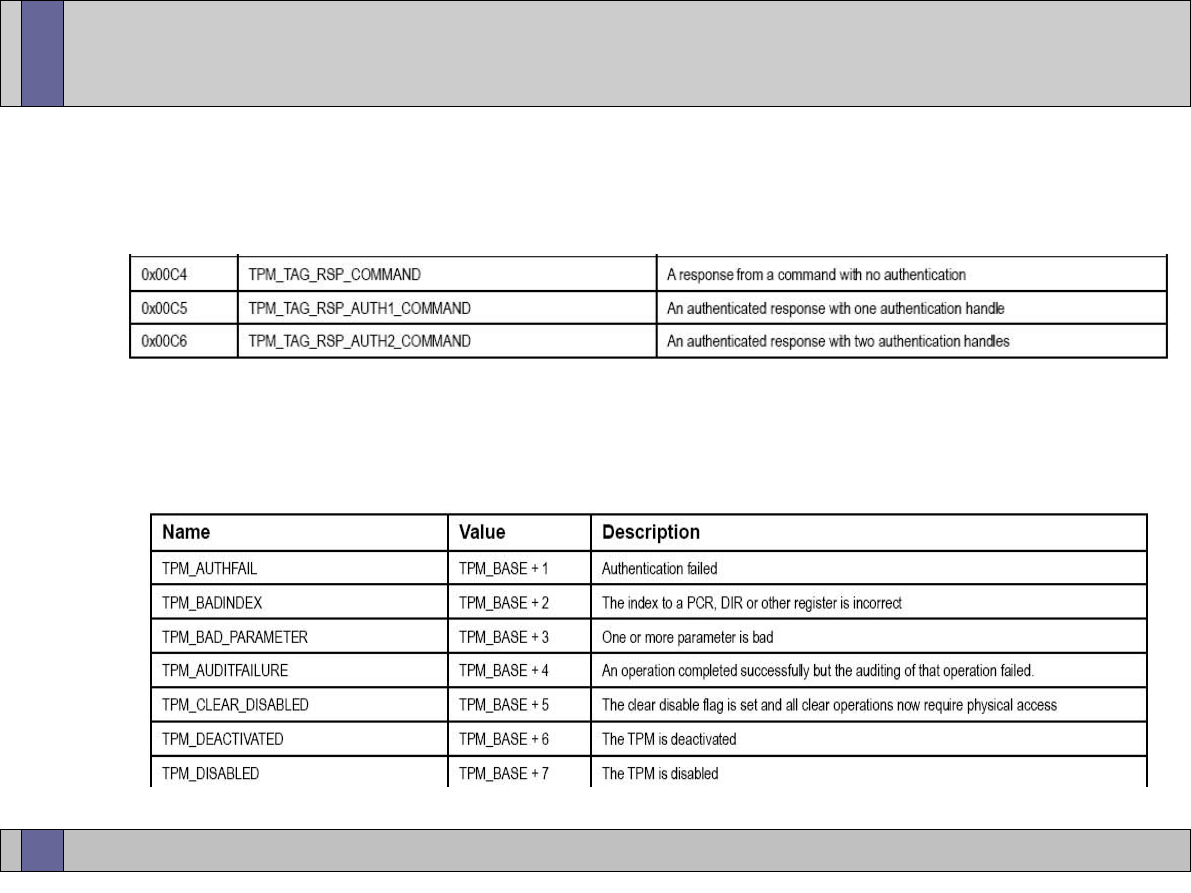 0x00C4 TPM_TAG_RSP_COMMAND A response from a command with no authentication
0x00C5 TPM_TAG_RSP_AUTH1_COMMAND An authenticated response with one authentication handle
0x00C6 TPM_TAG_RSP_AUTH2_COMMAND An authenticated response with two authentication handles
Name Value Description
TPM_AUTHFAIL TPM_BASE + 1 Authentication failed
TPM_BADINDEX TPM_BASE + 2 The index to a PCR, DIR or other register is incorrect
TPM_BAD_PARAMETER TPM_BASE + 3 One or more parameter is bad
TPM_AUDITFAILURE TPM_BASE + 4 An operation completed successfully but the auditing of that operation failed.
TPM_CLEAR_DISABLED TPM_BASE + 5 The clear disable flag is set and all clear operations now require physical access
TPM_DEACTIVATED TPM_BASE + 6 The TPM is deactivated
TPM_DISABLED TPM_BASE + 7 The TPM is disabled